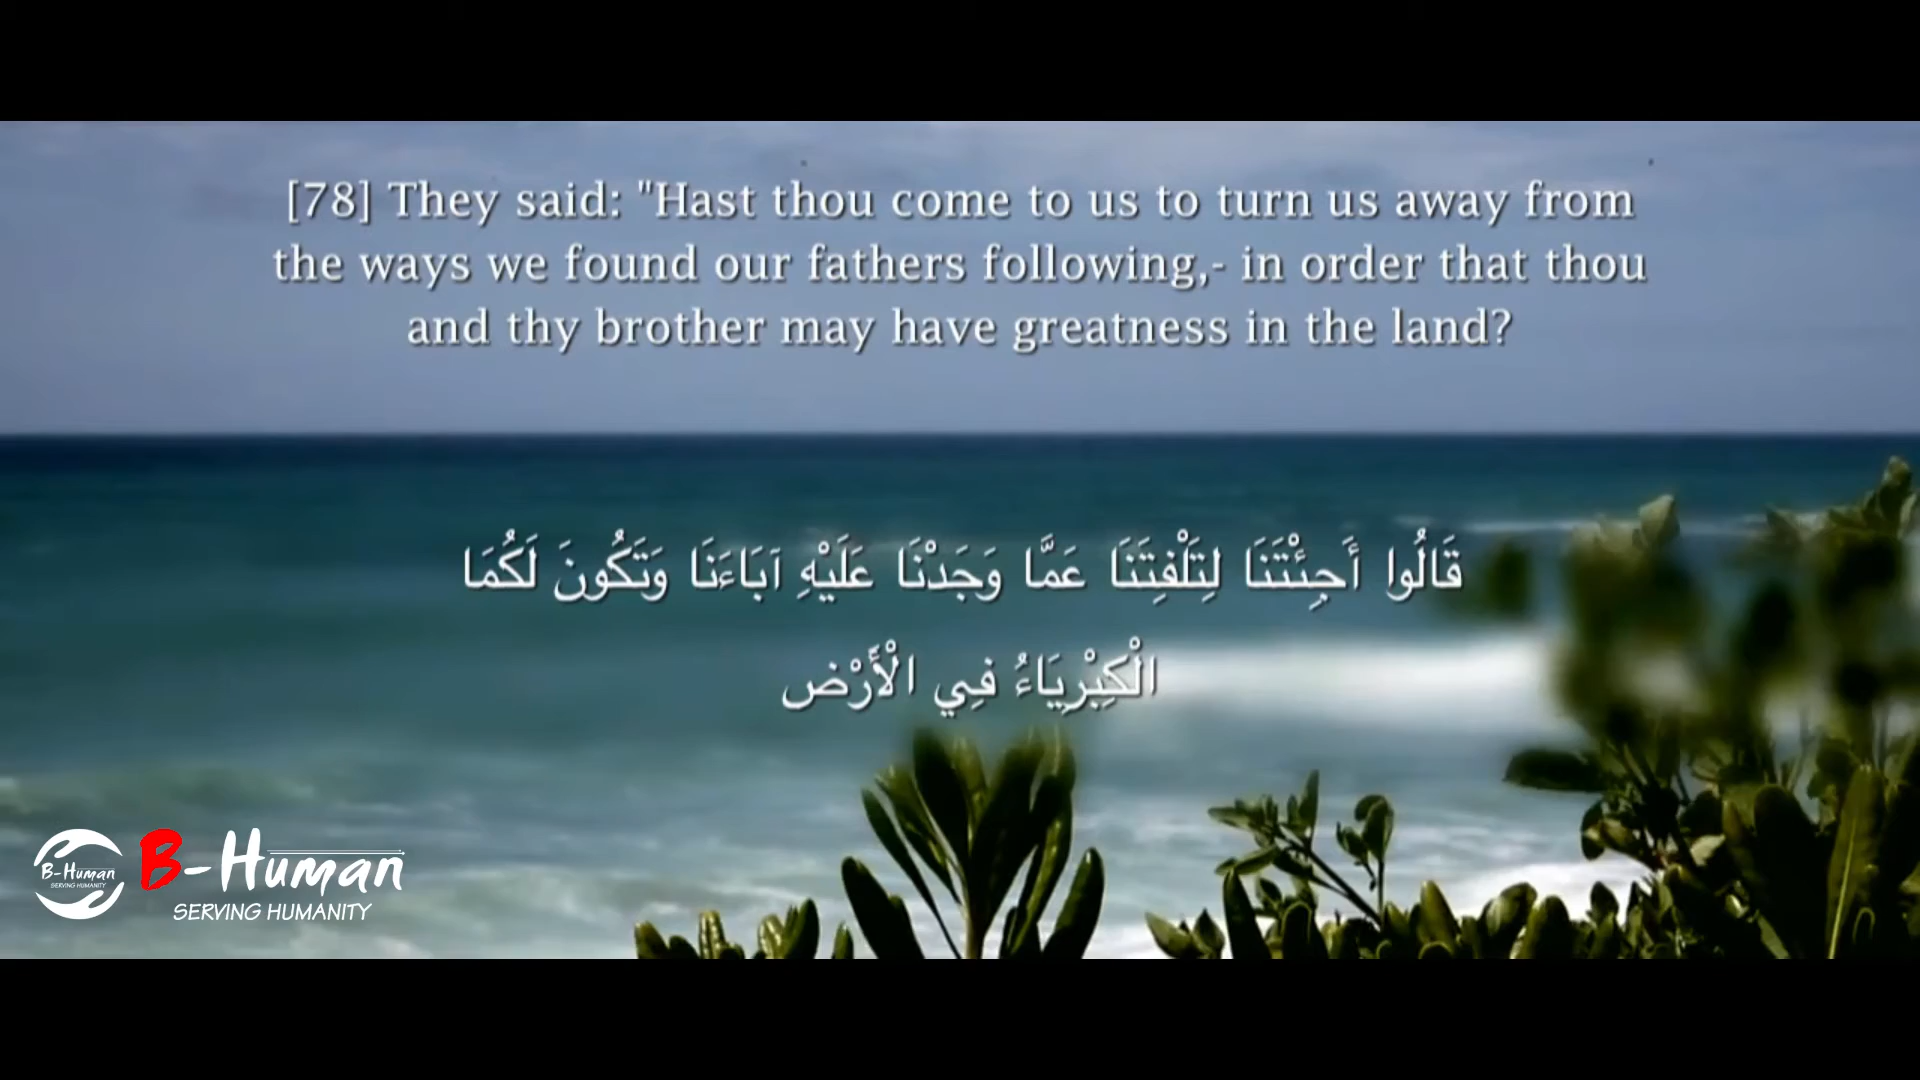 [78] They said: "Hast thou come to us to turn us away from
the ways we found our fathers following,- in order that thou
and thy brother may have greatness in the land?
قَالُوا أَجِئْتَنَا لِتَلْفِتَنَا عَمَّا وَجَدْنَا عَلَيْهِ آبَاءَنَا وَتَكُونَ لَكُمَا
الْكِبْرِيَاءُ فِي الْأَرْضِ
B-Human
SERVING HUMANITY
B-Human
SERVING HUMANITY